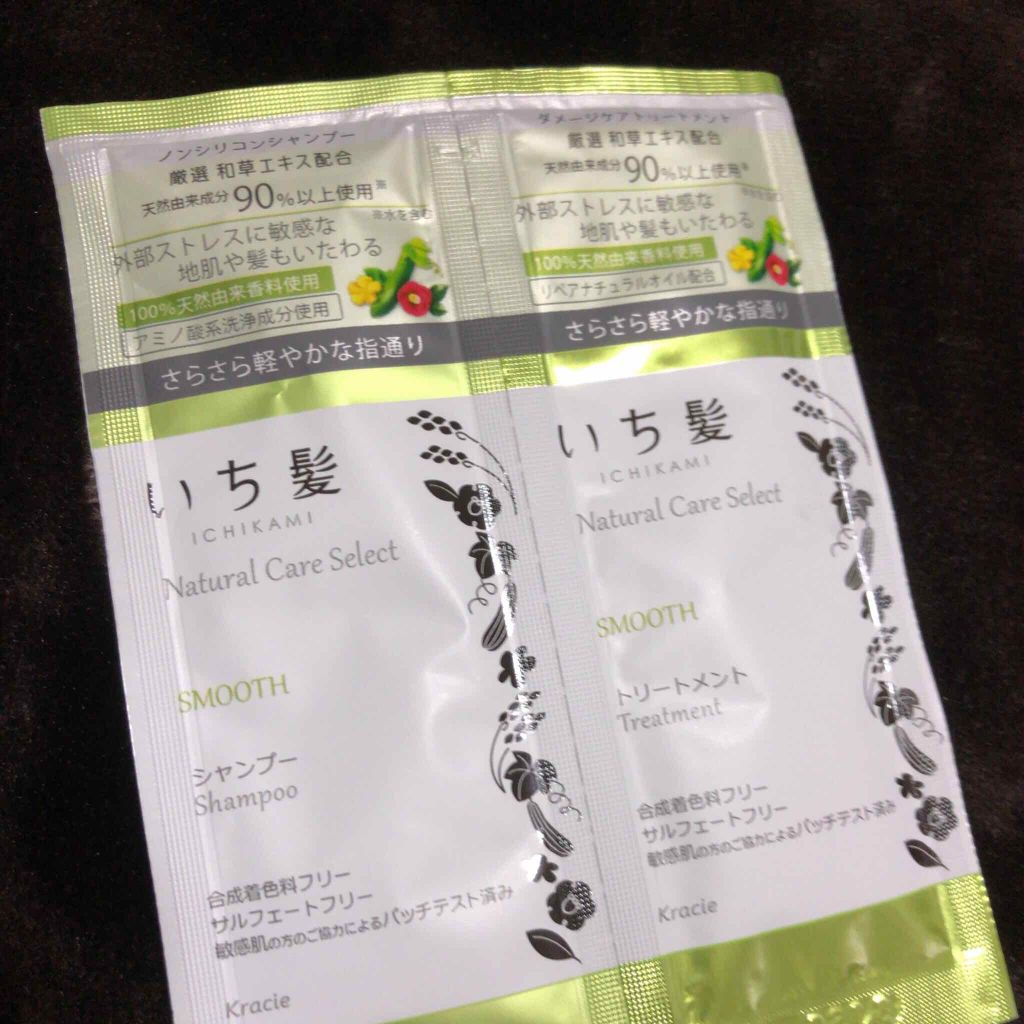 ノンシリコンシャンプー
厳選 和草エキス配合
天然由来成分90%以上使用※
※水を含む
外部ストレスに敏感な
地肌や髪もいたわる
100%天然由来香料使用
アミノ酸系洗浄成分使用
さらさら軽やかな指通り
いち髪
ICHIKAMI
Natural Care Select
SMOOTH
シャンプー
Shampoo
合成着色料フリー
サルフェートフリー
敏感肌の方のご協力によるパッチテスト済み
Kracie
ダメージケアトリートメント
厳選 和草エキス配合
天然由来成分90%以上使用※
外部ストレスに敏感な
地肌や髪もいたわる
100%天然由来香料使用
リペアナチュラルオイル配合
さらさら軽やかな指通り
いち髪
ICHIKAMI
Natural Care Select
SMOOTH
トリートメント
Treatment
合成着色料フリー
サルフェートフリー
敏感肌の方のご協力によるパッチテスト済み
Kracie